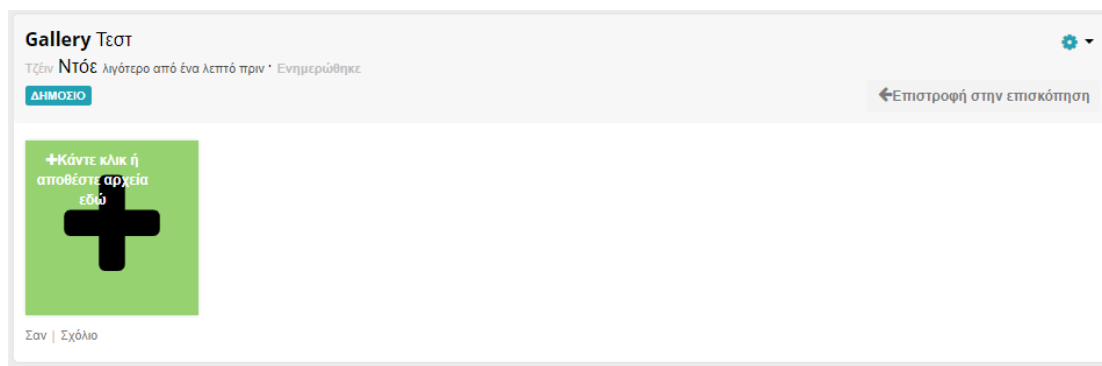 Gallery Τεστ
Τζέιν Ντόε λιγότερο από ένα λεπτό πριν · Ενημερώθηκε
ΔΗΜΟΣΙΟ
Επιστροφή στην επισκόπηση
Κάντε κλικ ή
αποθέστε αρχεία
εδώ
Σαν | Σχόλιο